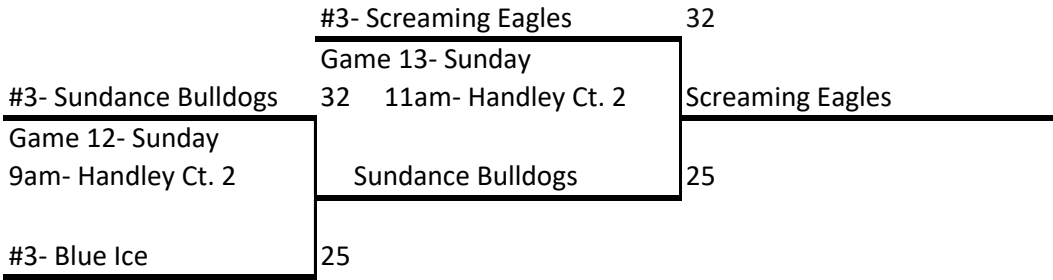 #3- Screaming Eagles 32
Game 13- Sunday
#3- Sundance Bulldogs 32 11am- Handley Ct. 2 Screaming Eagles
Game 12- Sunday
9am- Handley Ct. 2 Sundance Bulldogs 25
#3- Blue Ice 25